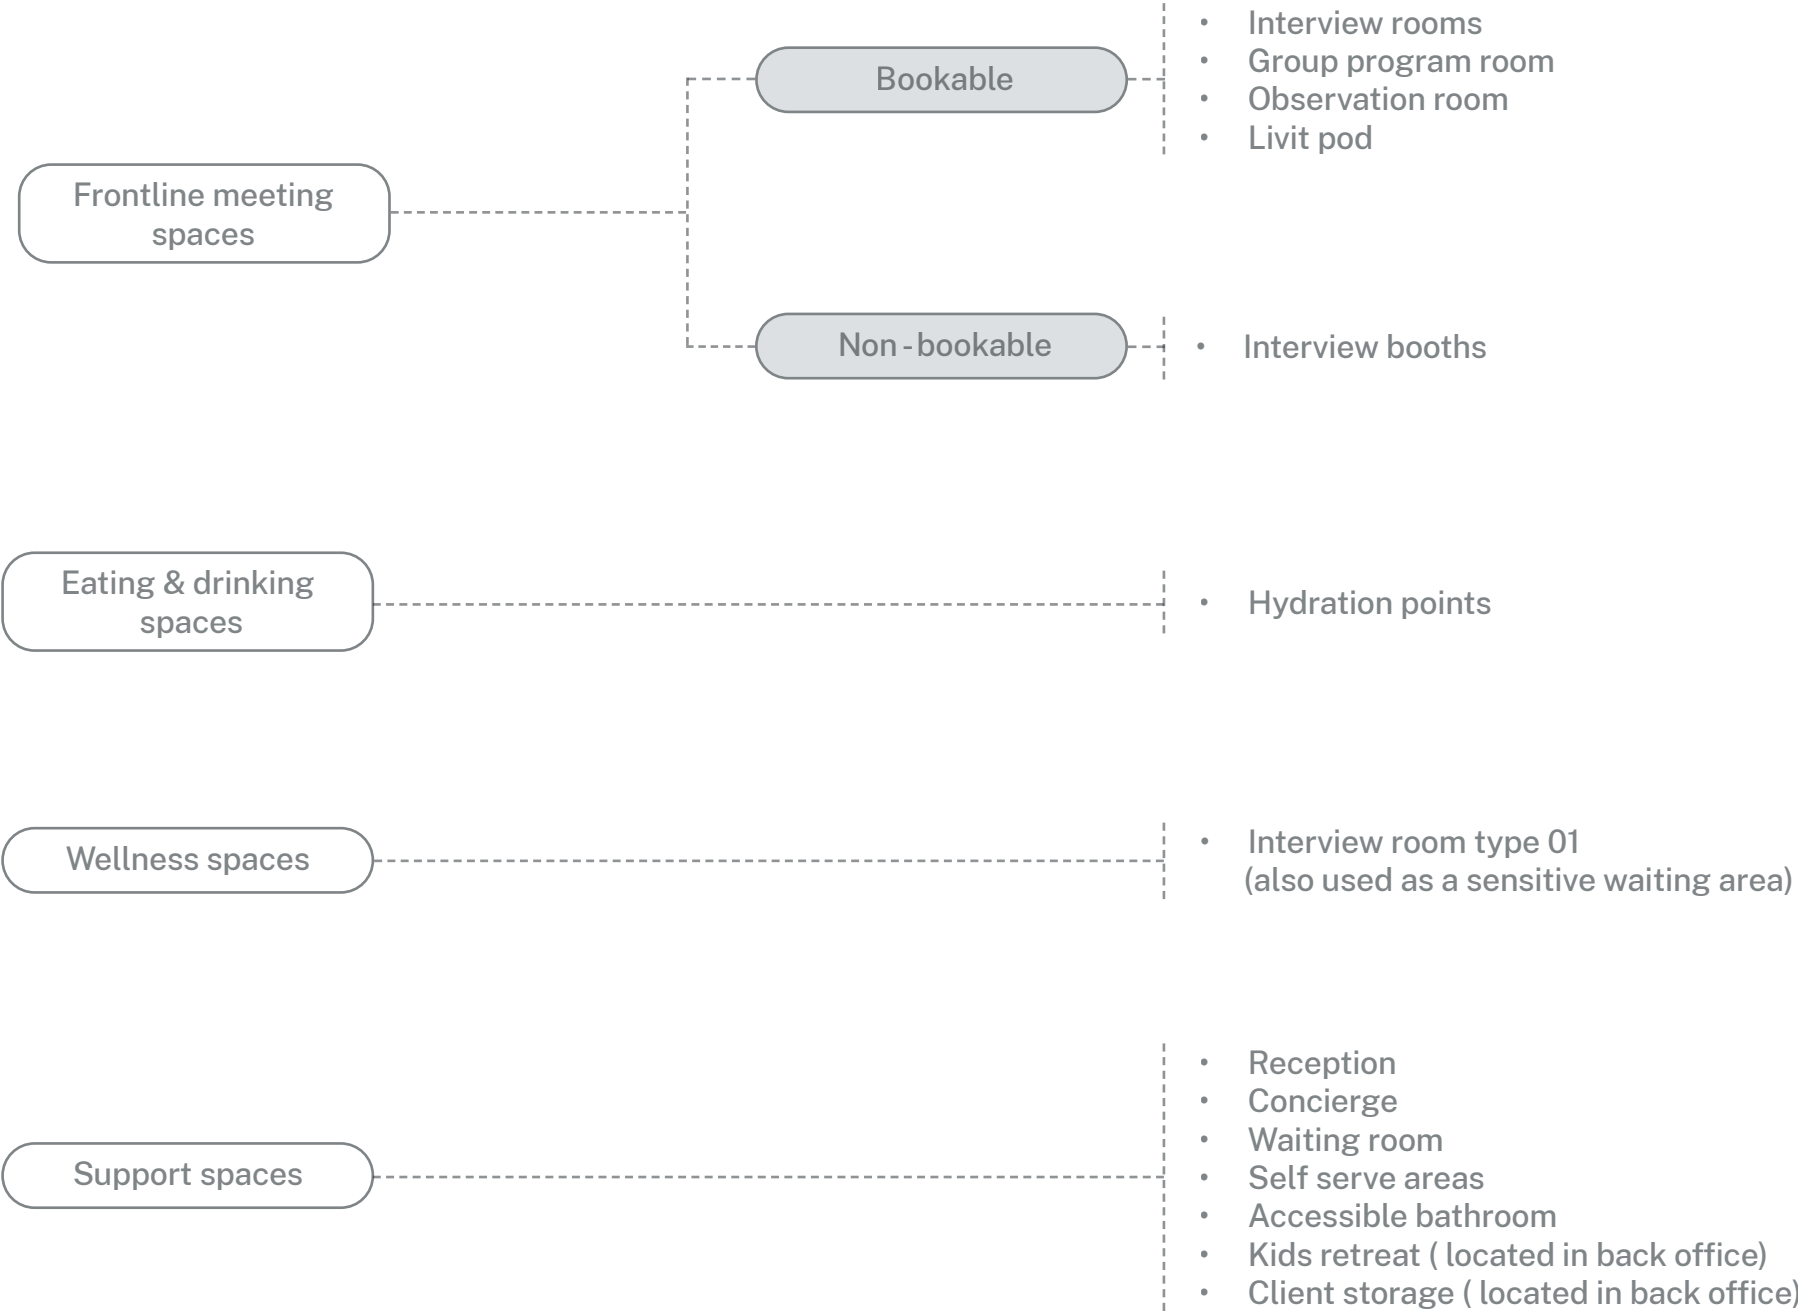 • Interview rooms
• Group program room
• Observation room
• Livit pod
Bookable
Frontline meeting
spaces
Non - bookable
• Interview booths
Eating & drinking
spaces
• Hydration points
Wellness spaces
• Interview room type 01
(also used as a sensitive waiting area)
Support spaces
• Reception
• Concierge
• Waiting room
• Self serve areas
• Accessible bathroom
• Kids retreat ( located in back office)
• Client storage ( located in back office)